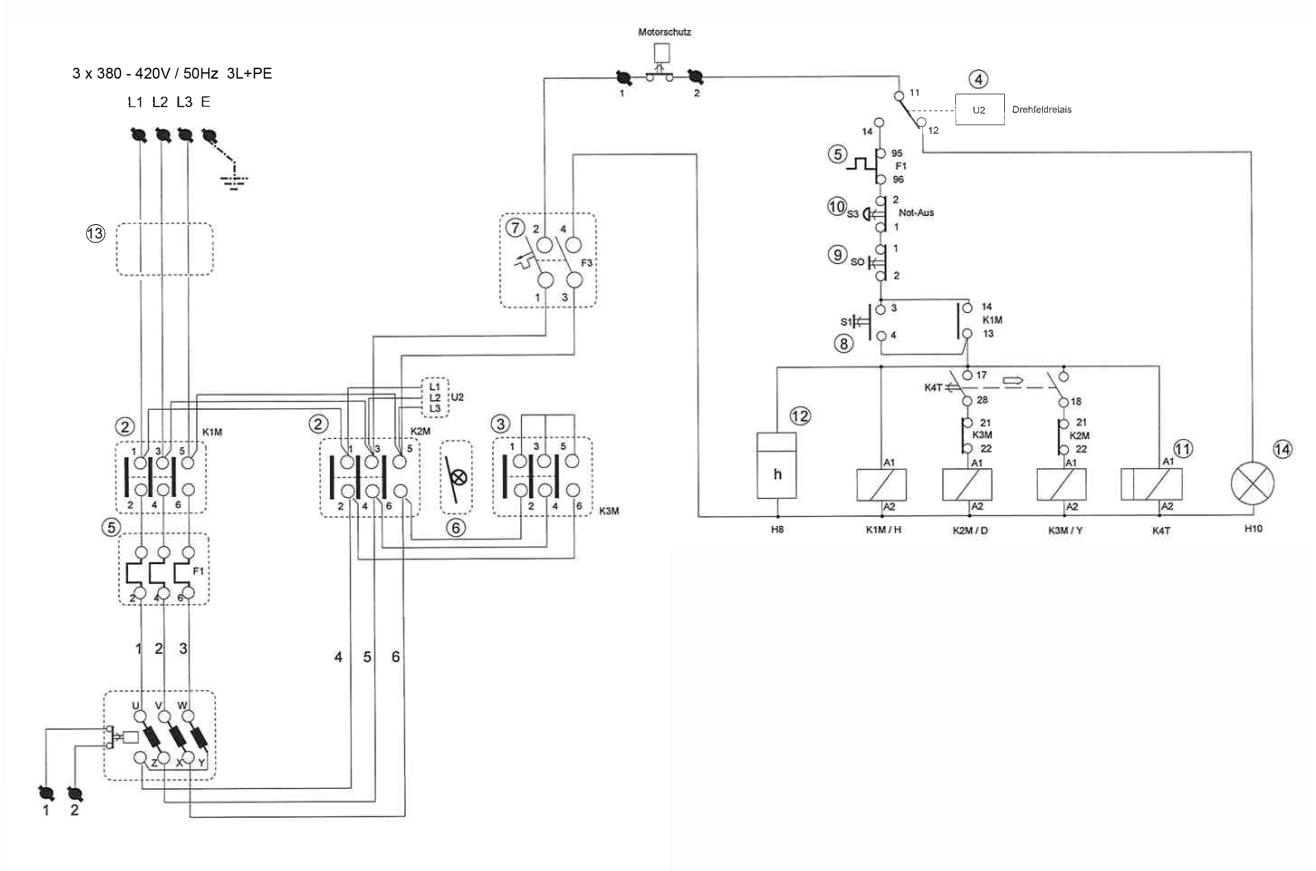 Motorschutz
3 x 380 - 420V / 50Hz 3L+PE
1 2
L1 L2 L3 E
11
4
U2
Drehfeldrelais
14
12
5
95
F1
96
10
S3
2
Not-Aus
1
13
7
2 4
F3
1 3
9
SO
1
2
3
14
S1
K1M
4
13
8
L1
L2
L3
U2
17
K4T
28
18
12
2
K1M
2
K2M
3
21
K3M
22
21
K2M
22
11
14
1 3 5
1 3 5
1 3 5
h
A1
A1
A1
A1
2 4 6
2 4 6
2 4 6
K3M
A2
A2
A2
A2
5
6
H8
K1M / H
K2M / D
K3M / Y
K4T
H10
F1
2 4 6
1 2 3
4 5 6
U V W
Z X Y
1 2